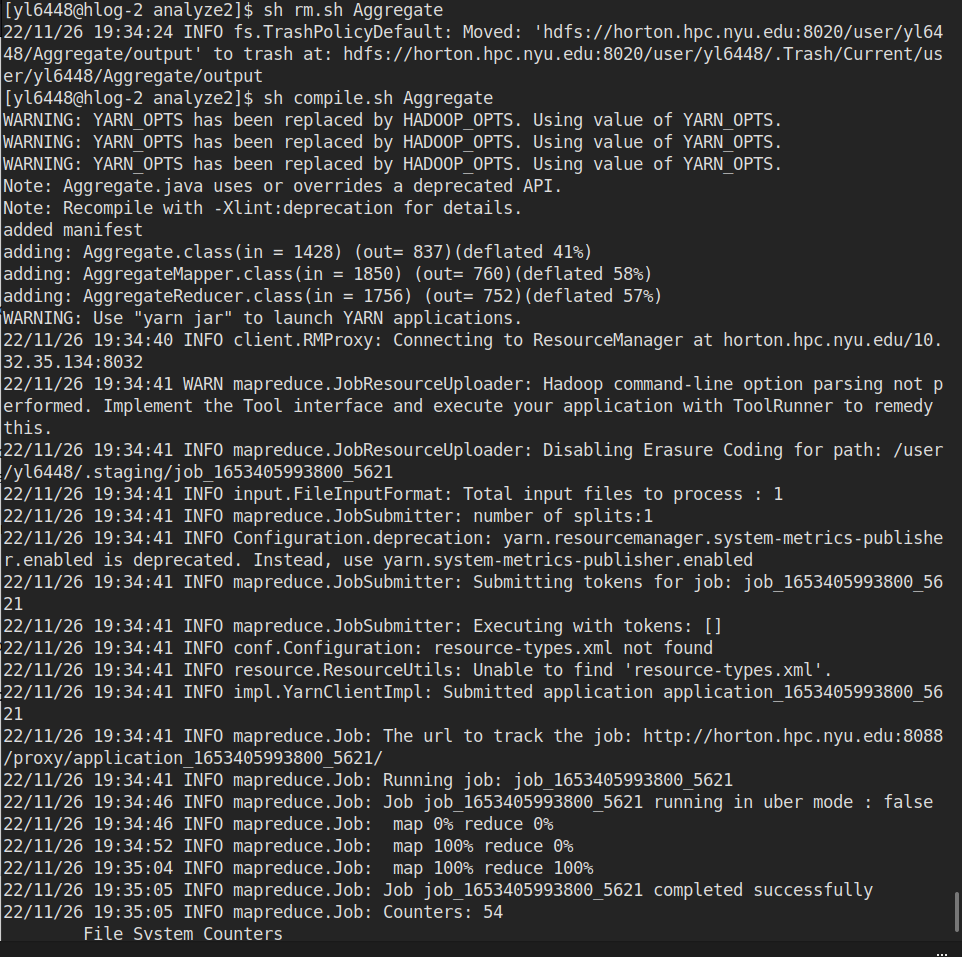 [yl6448@hlog-2 analyze2]$ sh rm.sh Aggregate
22/11/26 19:34:24 INFO fs.TrashPolicyDefault: Moved: 'hdfs://horton.hpc.nyu.edu:8020/user/yl64
48/Aggregate/output' to trash at: hdfs://horton.hpc.nyu.edu:8020/user/yl6448/.Trash/Current/us
er/yl6448/Aggregate/output
[yl6448@hlog-2 analyze2]$ sh compile.sh Aggregate
WARNING: YARN_OPTS has been replaced by HADOOP_OPTS. Using value of YARN_OPTS.
WARNING: YARN_OPTS has been replaced by HADOOP_OPTS. Using value of YARN_OPTS.
WARNING: YARN_OPTS has been replaced by HADOOP_OPTS. Using value of YARN_OPTS.
Note: Aggregate.java uses or overrides a deprecated API.
Note: Recompile with -Xlint:deprecation for details.
added manifest
adding: Aggregate.class(in = 1428) (out= 837)(deflated 41%)
adding: AggregateMapper.class(in = 1850) (out= 760)(deflated 58%)
adding: AggregateReducer.class(in = 1756) (out= 752)(deflated 57%)
WARNING: Use "yarn jar" to launch YARN applications.
22/11/26 19:34:40 INFO client.RMProxy: Connecting to ResourceManager at horton.hpc.nyu.edu/10.
32.35.134:8032
22/11/26 19:34:41 WARN mapreduce.JobResourceUploader: Hadoop command-line option parsing not p
erformed. Implement the Tool interface and execute your application with ToolRunner to remedy
this.
22/11/26 19:34:41 INFO mapreduce.JobResourceUploader: Disabling Erasure Coding for path: /user
/yl6448/.staging/job_1653405993800_5621
22/11/26 19:34:41 INFO input.FileInputFormat: Total input files to process : 1
22/11/26 19:34:41 INFO mapreduce.JobSubmitter: number of splits:1
22/11/26 19:34:41 INFO Configuration.deprecation: yarn.resourcemanager.system-metrics-publishe
r.enabled is deprecated. Instead, use yarn.system-metrics-publisher.enabled
22/11/26 19:34:41 INFO mapreduce.JobSubmitter: Submitting tokens for job: job_1653405993800_56
21
22/11/26 19:34:41 INFO mapreduce.JobSubmitter: Executing with tokens: []
22/11/26 19:34:41 INFO conf.Configuration: resource-types.xml not found
22/11/26 19:34:41 INFO resource.ResourceUtils: Unable to find 'resource-types.xml'.
22/11/26 19:34:41 INFO impl.YarnClientImpl: Submitted application application_1653405993800_56
21
22/11/26 19:34:41 INFO mapreduce.Job: The url to track the job: http://horton.hpc.nyu.edu:8088
/proxy/application_1653405993800_5621/
22/11/26 19:34:41 INFO mapreduce.Job: Running job: job_1653405993800_5621
22/11/26 19:34:46 INFO mapreduce.Job: Job job_1653405993800_5621 running in uber mode : false
22/11/26 19:34:46 INFO mapreduce.Job:  map 0% reduce 0%
22/11/26 19:34:52 INFO mapreduce.Job:  map 100% reduce 0%
22/11/26 19:35:04 INFO mapreduce.Job:  map 100% reduce 100%
22/11/26 19:35:05 INFO mapreduce.Job: Job job_1653405993800_5621 completed successfully
22/11/26 19:35:05 INFO mapreduce.Job: Counters: 54
File System Counters